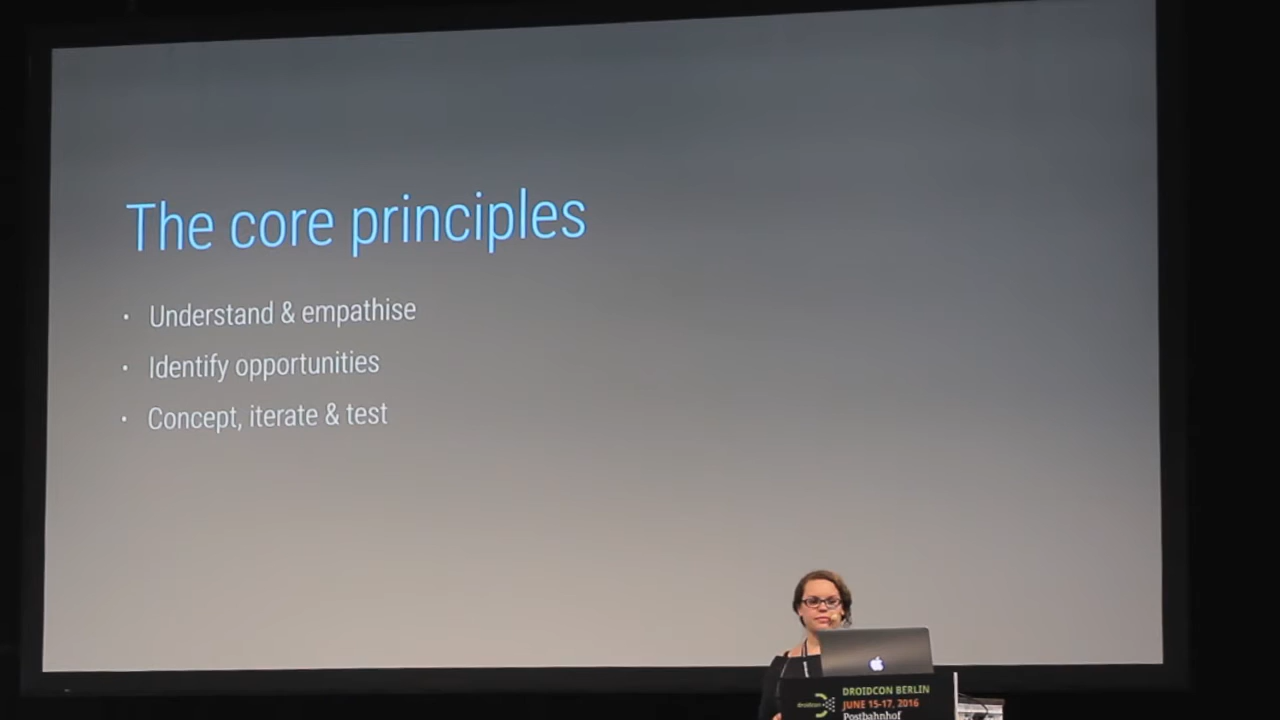 The core principles
· Understand & empathise
· Identify opportunities
· Concept, iterate & test
droidcon
DROIDCON BERLIN
JUNE 15-17, 2016
Postbahnhof